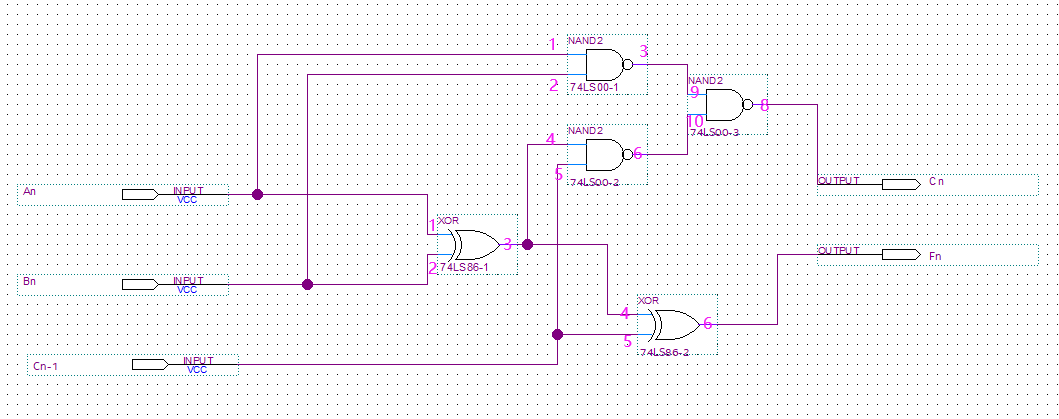 NAND2
1
3
2
74LS00-1
NAND2
9
8
10
74LS00-3
NAND2
4
6
5
74LS00-2
An
INPUT
VCC
OUTPUT
Cn
XOR
1
3
2
74LS86-1
OUTPUT
Fn
Bn
INPUT
VCC
XOR
4
6
5
74LS86-2
Cn-1
INPUT
VCC